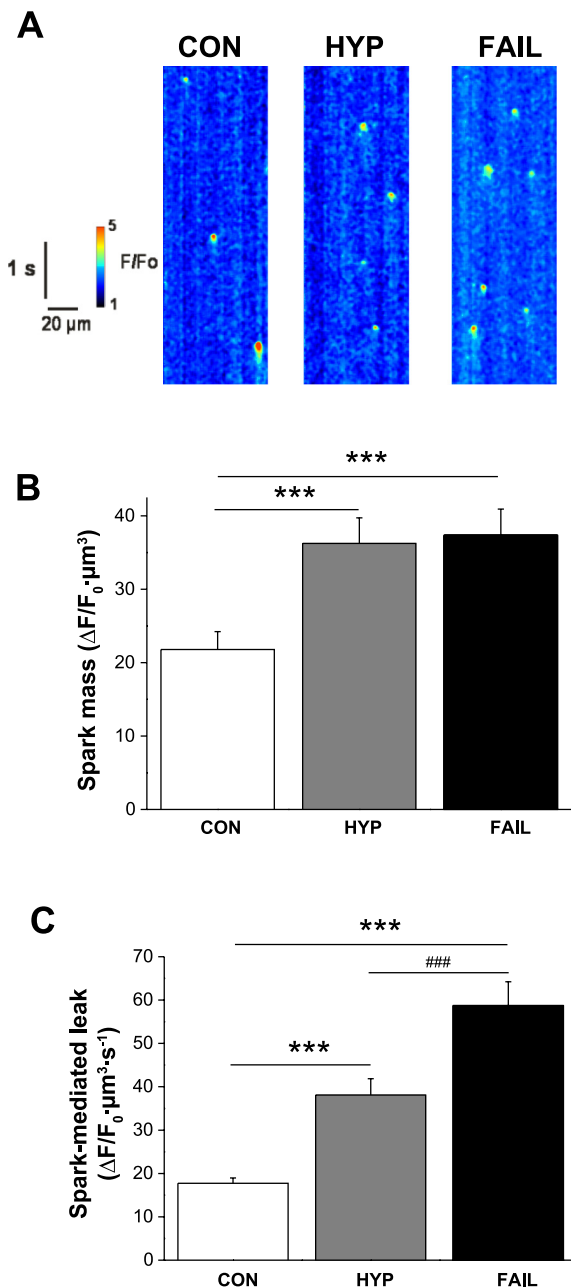 A
CON HYP FAIL
5
F/Fo
1 s
1
20 µm
B
***
***
Spark mass (ΔF/F₀·µm³)
40
30
20
10
0
CON HYP FAIL
C
***
###
***
Spark-mediated leak
(ΔF/F₀·µm³·s⁻¹)
70
60
50
40
30
20
10
0
CON HYP FAIL